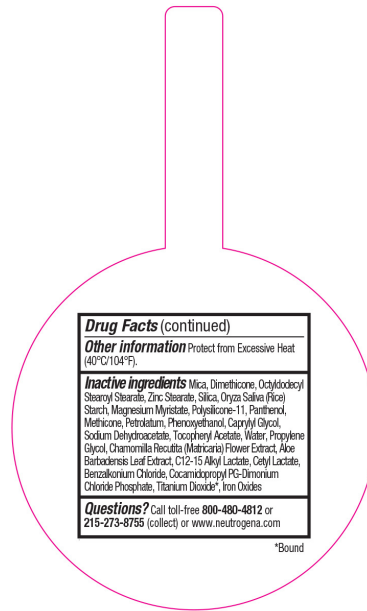 Drug Facts (continued)
Other information Protect from Excessive Heat
(40°C/104°F).
Inactive ingredients Mica, Dimethicone, Octyldodecyl
Stearoyl Stearate, Zinc Stearate, Silica, Oryza Saliva (Rice)
Starch, Magnesium Myristate, Polysilicone-11, Panthenol,
Methicone, Petrolatum, Phenoxyethanol, Caprylyl Glycol,
Sodium Dehydroacetate, Tocopheryl Acetate, Water, Propylene
Glycol, Chamomilla Recutita (Matricaria) Flower Extract, Aloe
Barbadensis Leaf Extract, C12-15 Alkyl Lactate, Cetyl Lactate,
Benzalkonium Chloride, Cocamidopropyl PG-Dimonium
Chloride Phosphate, Titanium Dioxide*, Iron Oxides
Questions? Call toll-free 800-480-4812 or
215-273-8755 (collect) or www.neutrogena.com
*Bound